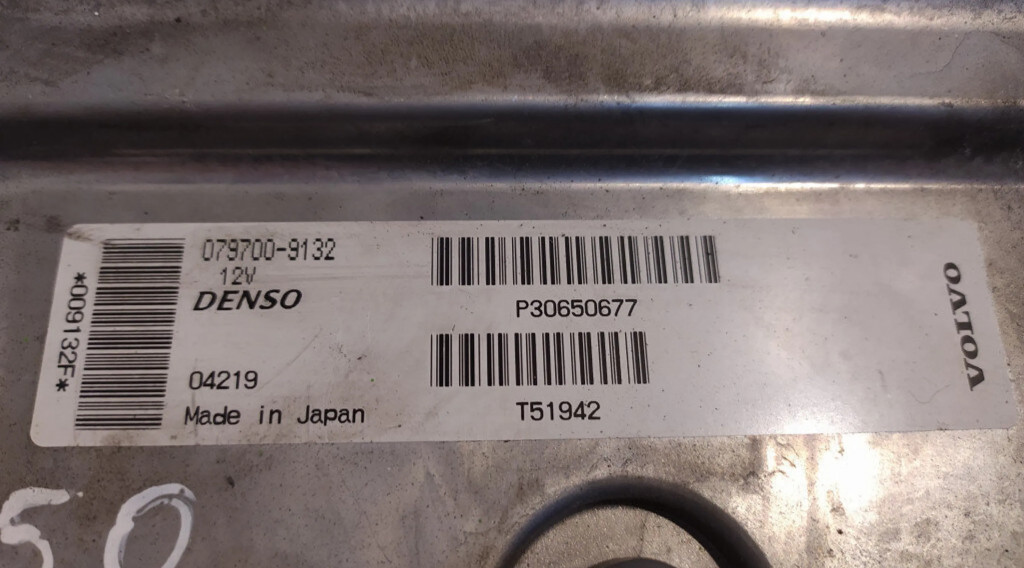 *009132F*
079700-9132
12V
DENSO
04219
Made in Japan
P30650677
T51942
VOLVO
50